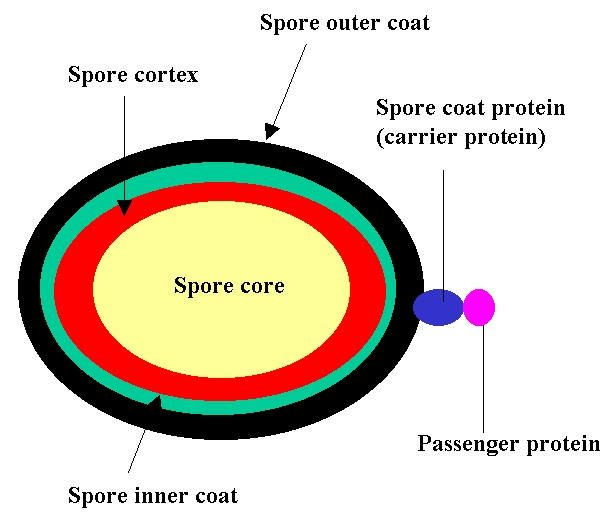 Spore outer coat
Spore cortex
Spore coat protein
(carrier protein)
Spore core
Passenger protein
Spore inner coat